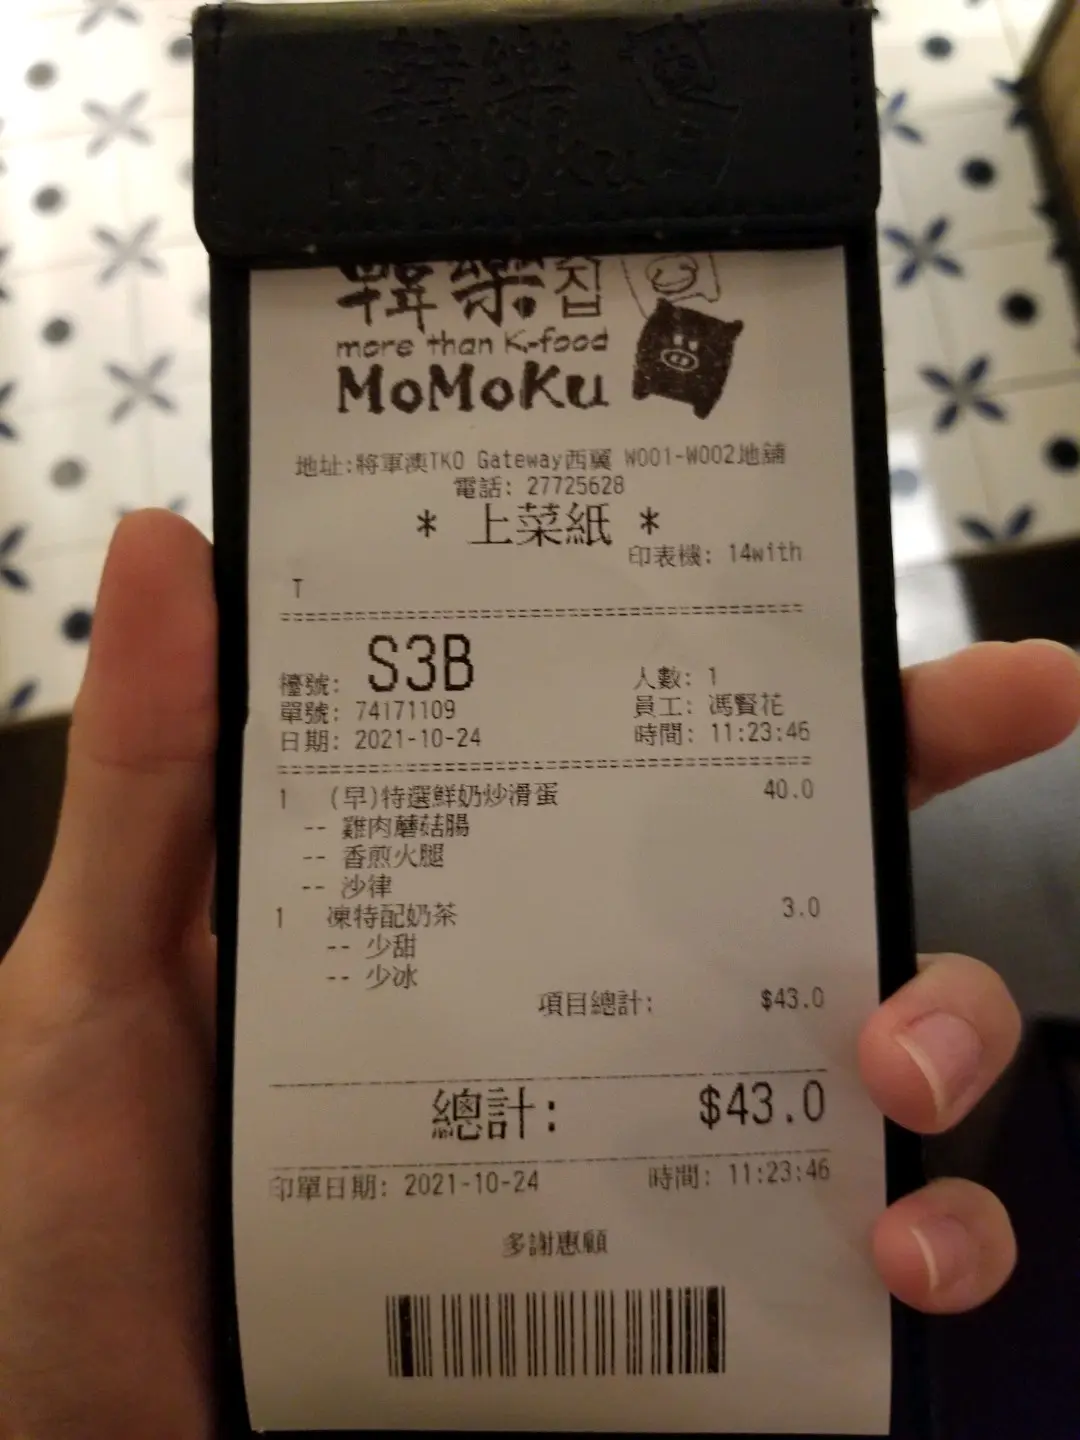 韓樂
MoMoKu
韓樂집
more than K-food
MoMoKu
地址:將軍澳TKO Gateway西翼 W001-W002地舖
電話: 27725628
* 上菜紙 *
印表機: 14with
T
檯號: S3B 人數: 1
單號: 74171109 員工: 馮賢花
日期: 2021-10-24 時間: 11:23:46
1 (早)特選鮮奶炒滑蛋 40.0
-- 雞肉蘑菇腸
-- 香煎火腿
-- 沙律
1 凍特配奶茶 3.0
-- 少甜
-- 少冰
項目總計: $43.0
總計: $43.0
印單日期: 2021-10-24 時間: 11:23:46
多謝惠顧